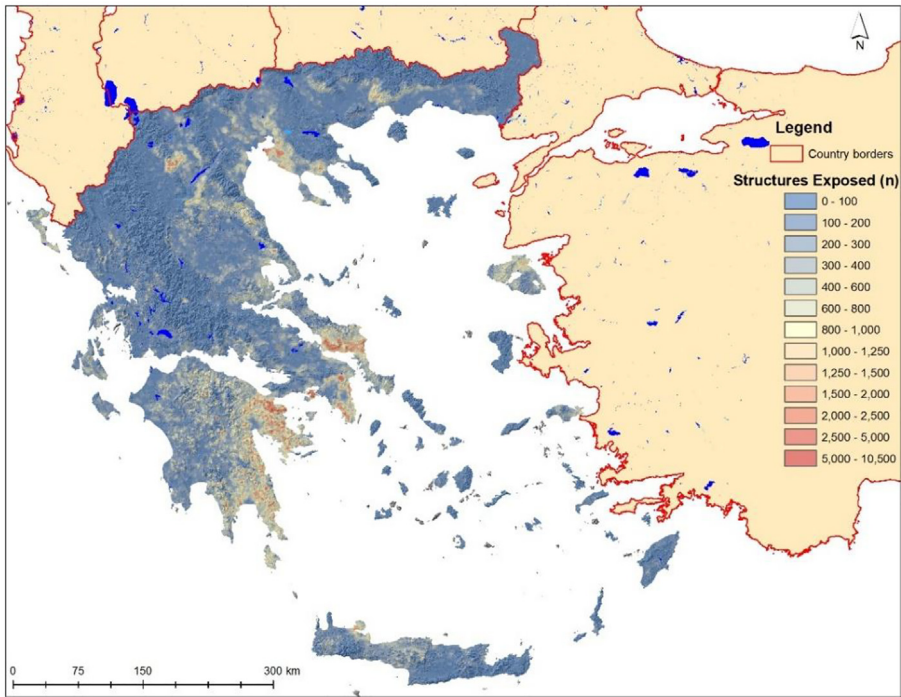 N
Legend
Country borders
Structures Exposed (n)
0 - 100
100 - 200
200 - 300
300 - 400
400 - 600
600 - 800
800 - 1,000
1,000 - 1,250
1,250 - 1,500
1,500 - 2,000
2,000 - 2,500
2,500 - 5,000
5,000 - 10,500
0 75 150 300 km